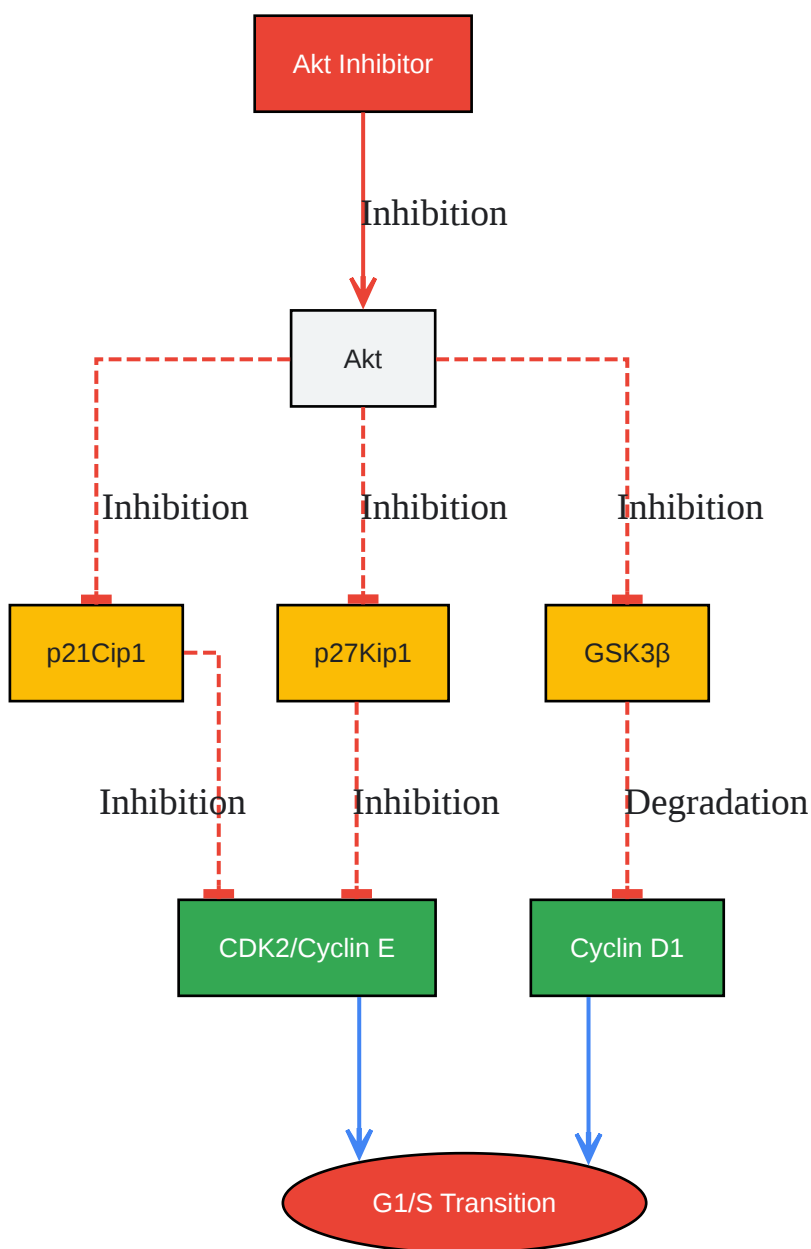 Akt Inhibitor
Inhibition
Akt
Inhibition
Inhibition
Inhibition
p21Cip1
p27Kip1
GSK3β
Inhibition
Inhibition
Degradation
CDK2/Cyclin E
Cyclin D1
G1/S Transition